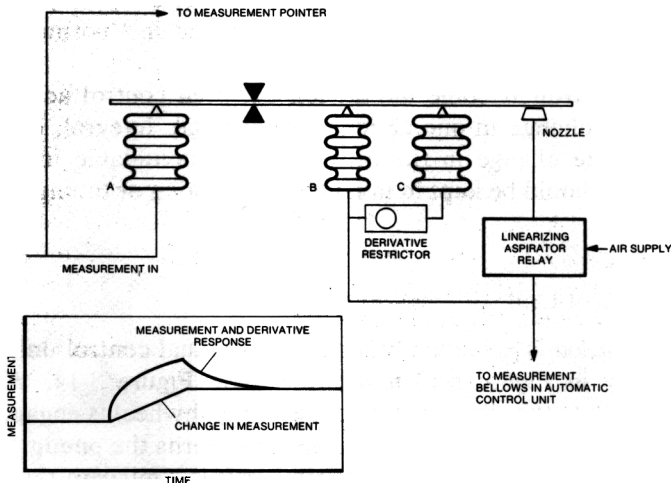 TO MEASUREMENT POINTER
A
B
C
NOZZLE
DERIVATIVE
RESTRICTOR
LINEARIZING
ASPIRATOR
RELAY
AIR SUPPLY
MEASUREMENT IN
TO MEASUREMENT
BELLOWS IN AUTOMATIC
CONTROL UNIT
MEASUREMENT
MEASUREMENT AND DERIVATIVE
RESPONSE
CHANGE IN MEASUREMENT
TIME